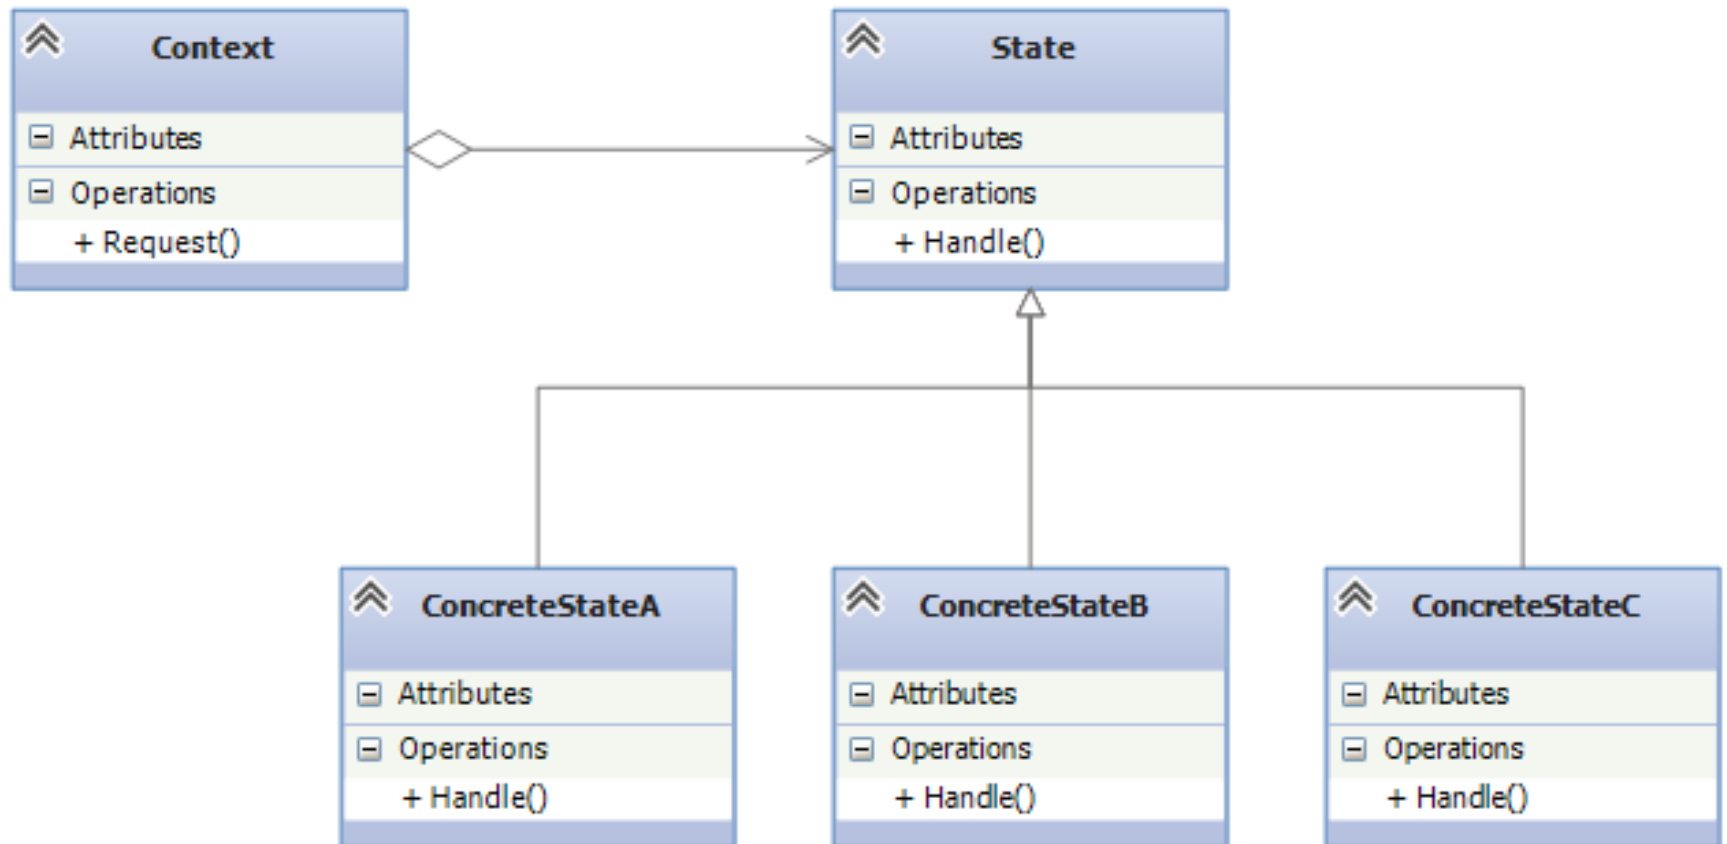 Context
Attributes
Operations
+ Request()
State
Attributes
Operations
+ Handle()
ConcreteStateA
Attributes
Operations
+ Handle()
ConcreteStateB
Attributes
Operations
+ Handle()
ConcreteStateC
Attributes
Operations
+ Handle()